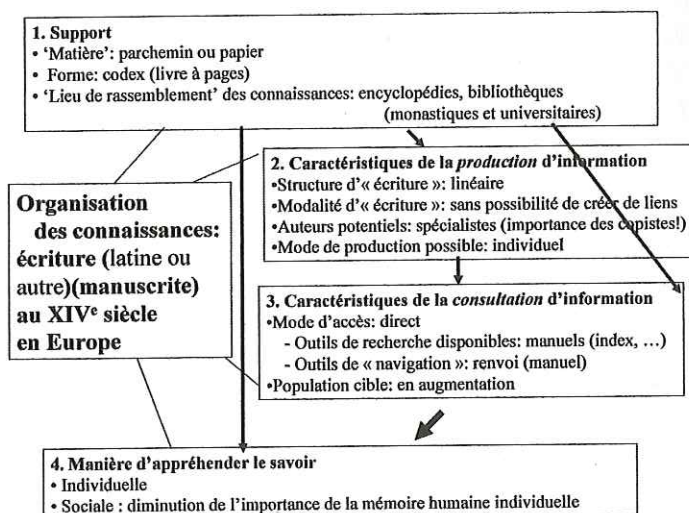 1. Support
• ‘Matière’: parchemin ou papier
• Forme: codex (livre à pages)
• ‘Lieu de rassemblement’ des connaissances: encyclopédies, bibliothèques
(monastiques et universitaires)
2. Caractéristiques de la production d’information
•Structure d’« écriture »: linéaire
•Modalité d’« écriture »: sans possibilité de créer de liens
•Auteurs potentiels: spécialistes (importance des copistes!)
•Mode de production possible: individuel
Organisation
des connaissances:
écriture (latine ou
autre)(manuscrite)
au XIVe siècle
en Europe
3. Caractéristiques de la consultation d’information
•Mode d’accès: direct
- Outils de recherche disponibles: manuels (index, …)
- Outils de « navigation »: renvoi (manuel)
•Population cible: en augmentation
4. Manière d’appréhender le savoir
• Individuelle
• Sociale : diminution de l’importance de la mémoire humaine individuelle